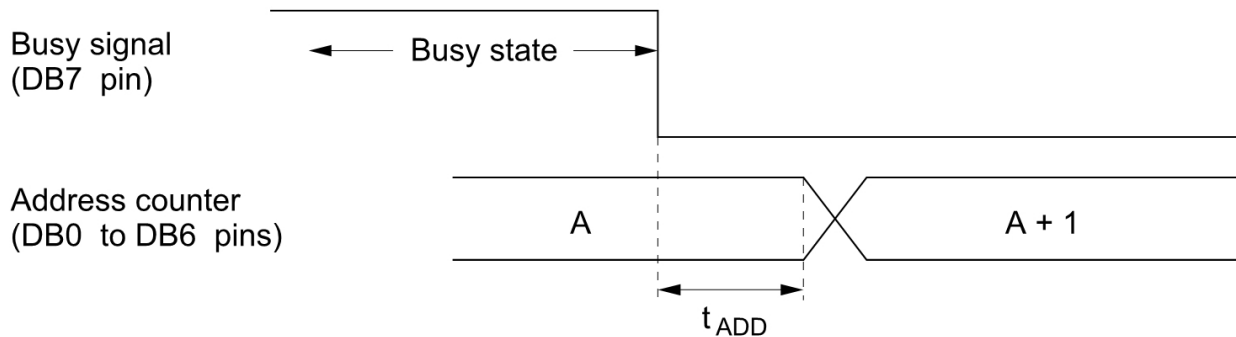 Busy signal
(DB7 pin)
Busy state
Address counter
(DB0 to DB6 pins)
A
A + 1
t ADD